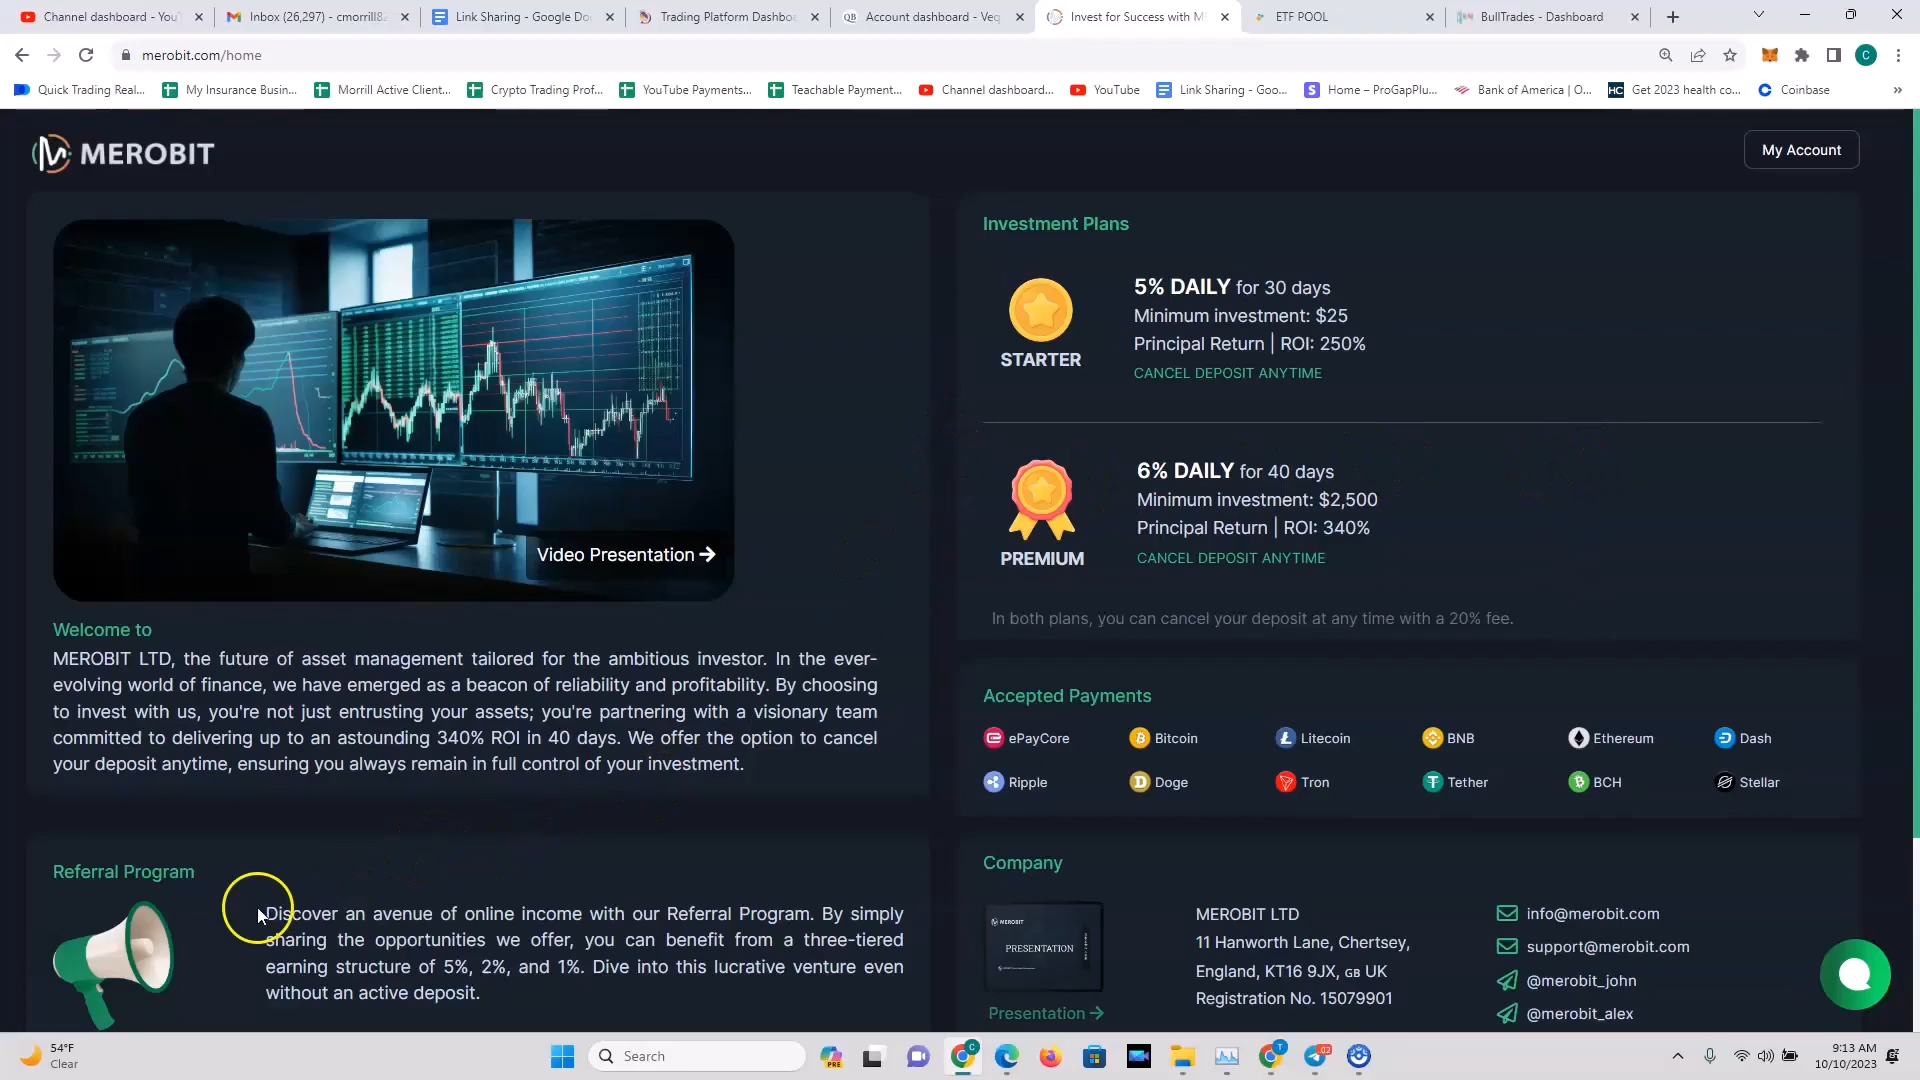 Channel dashboard - You
Inbox (26,297) - cmorrill82
Link Sharing - Google Do
Trading Platform Dashboa
Account dashboard - Veq
Invest for Success with M
ETF POOL
BullTrades - Dashboard
merobit.com/home
Quick Trading Real...
My Insurance Busin...
Morrill Active Client...
Crypto Trading Prof...
YouTube Payments...
Teachable Payment...
Channel dashboard...
YouTube
Link Sharing - Goo...
Home – ProGapPlu...
Bank of America | O...
HC
Get 2023 health co...
Coinbase
MEROBIT
My Account
Video Presentation →
Welcome to
MEROBIT LTD, the future of asset management tailored for the ambitious investor. In the ever-
evolving world of finance, we have emerged as a beacon of reliability and profitability. By choosing
to invest with us, you're not just entrusting your assets; you're partnering with a visionary team
committed to delivering up to an astounding 340% ROI in 40 days. We offer the option to cancel
your deposit anytime, ensuring you always remain in full control of your investment.
Referral Program
Discover an avenue of online income with our Referral Program. By simply
sharing the opportunities we offer, you can benefit from a three-tiered
earning structure of 5%, 2%, and 1%. Dive into this lucrative venture even
without an active deposit.
Investment Plans
STARTER
5% DAILY for 30 days
Minimum investment: $25
Principal Return | ROI: 250%
CANCEL DEPOSIT ANYTIME
PREMIUM
6% DAILY for 40 days
Minimum investment: $2,500
Principal Return | ROI: 340%
CANCEL DEPOSIT ANYTIME
In both plans, you can cancel your deposit at any time with a 20% fee.
Accepted Payments
ePayCore
Bitcoin
Litecoin
BNB
Ethereum
Dash
Ripple
Doge
Tron
Tether
BCH
Stellar
Company
MEROBIT
PRESENTATION
Presentation →
MEROBIT LTD
11 Hanworth Lane, Chertsey,
England, KT16 9JX, GB UK
Registration No. 15079901
info@merobit.com
support@merobit.com
@merobit_john
@merobit_alex
54°F
Clear
Search
9:13 AM
10/10/2023